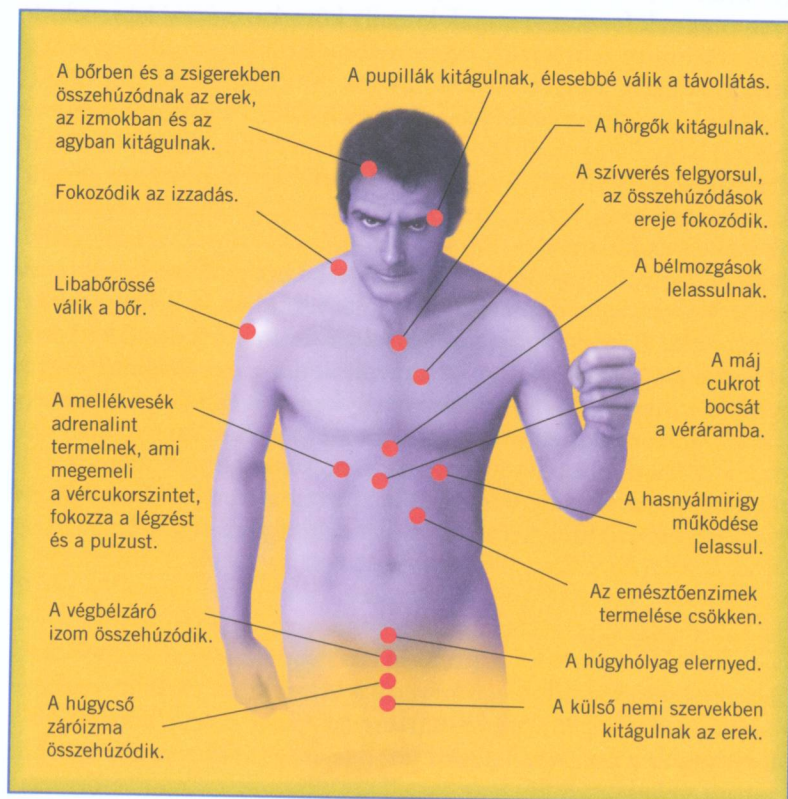 A bőrben és a zsigerekben
összehúzódnak az erek,
az izmokban és az
agyban kitágulnak.
Fokozódik az izzadás.
Libabőrössé
válik a bőr.
A mellékvesék
adrenalint
termelnek, ami
megemeli
a vércukorszintet,
fokozza a légzést
és a pulzust.
A végbélzáró
izom összehúzódik.
A húgycső
záróizma
összehúzódik.
A pupillák kitágulnak, élesebbé válik a távollátás.
A hörgők kitágulnak.
A szívverés felgyorsul,
az összehúzódások
ereje fokozódik.
A bélmozgások
lelassulnak.
A máj
cukrot
bocsát
a véráramba.
A hasnyálmirigy
működése
lelassul.
Az emésztőenzimek
termelése csökken.
A húgyhólyag elernyed.
A külső nemi szervekben
kitágulnak az erek.